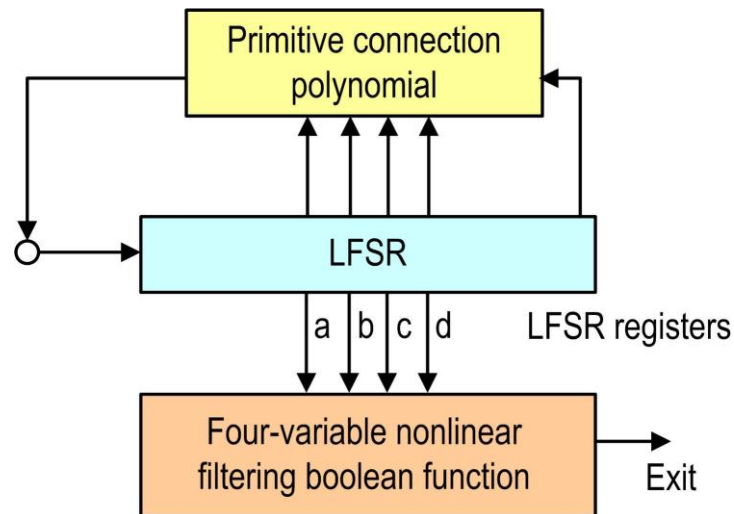 Primitive connection
polynomial
LFSR
a b c d
LFSR registers
Four-variable nonlinear
filtering boolean function
Exit